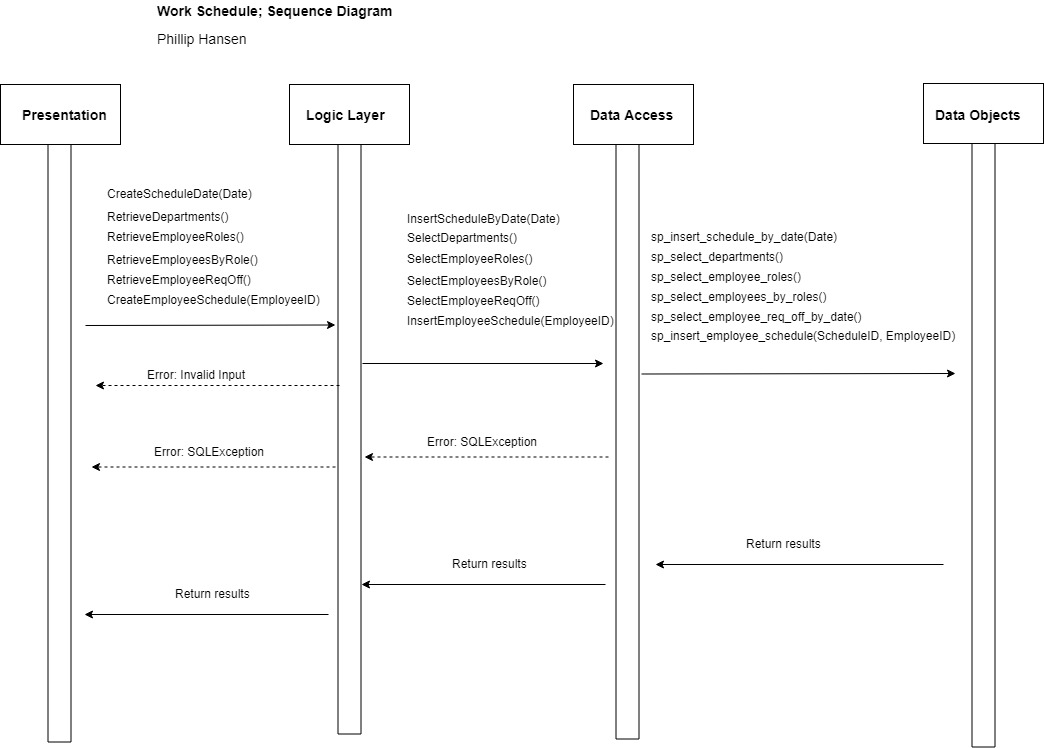 Work Schedule; Sequence Diagram
Phillip Hansen
Presentation
Logic Layer
Data Access
Data Objects
CreateScheduleDate(Date)
RetrieveDepartments()
RetrieveEmployeeRoles()
RetrieveEmployeesByRole()
RetrieveEmployeeReqOff()
CreateEmployeeSchedule(EmployeeID)
InsertScheduleByDate(Date)
SelectDepartments()
SelectEmployeeRoles()
SelectEmployeesByRole()
SelectEmployeeReqOff()
InsertEmployeeSchedule(EmployeeID)
sp_insert_schedule_by_date(Date)
sp_select_departments()
sp_select_employee_roles()
sp_select_employees_by_roles()
sp_select_employee_req_off_by_date()
sp_insert_employee_schedule(ScheduleID, EmployeeID)
Error: Invalid Input
Error: SQLException
Error: SQLException
Return results
Return results
Return results